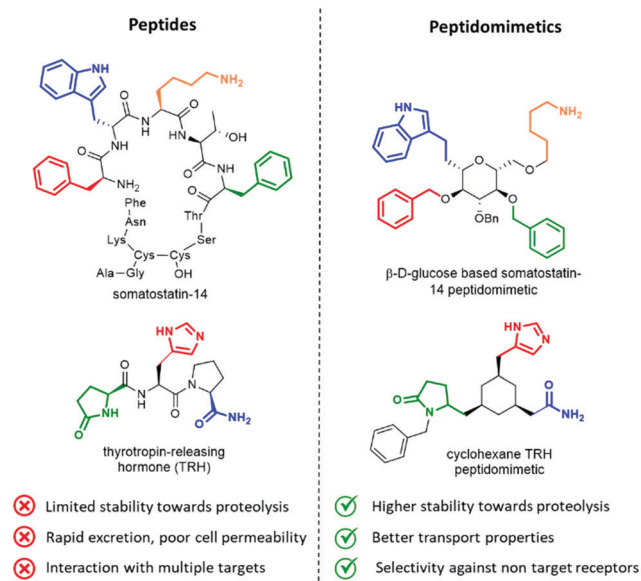 Peptides
Peptidomimetics
NH
NH2
O
O
H
N
N
H
HN
OH
O
O
NH
O
NH2
Phe
Asn
Lys
Cys
Cys
Ser
Thr
Ala
Gly
OH
somatostatin-14
HN
NH2
O
O
O
O
OBn
β-D-glucose based somatostatin-
14 peptidomimetic
HN
N
O
O
NH
N
H
O
N
O
NH2
thyrotropin-releasing
hormone (TRH)
HN
N
O
N
O
NH2
cyclohexane TRH
peptidomimetic
Limited stability towards proteolysis
Rapid excretion, poor cell permeability
Interaction with multiple targets
Higher stability towards proteolysis
Better transport properties
Selectivity against non target receptors